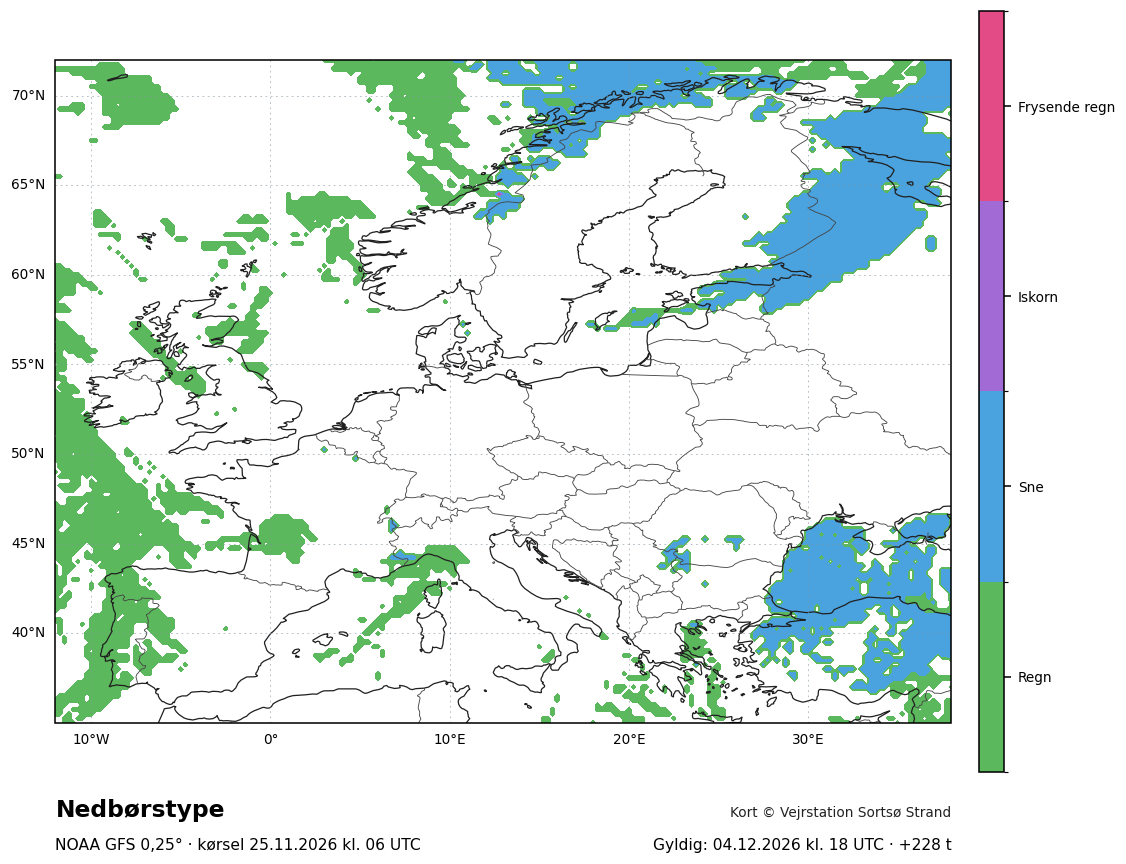 Frysende regn
Iskorn
Sne
Regn
70°N
65°N
60°N
55°N
50°N
45°N
40°N
10°W
0°
10°E
20°E
30°E
Nedbørstype
Kort © Vejrstation Sortsø Strand
NOAA GFS 0,25° · kørsel 25.11.2026 kl. 06 UTC
Gyldig: 04.12.2026 kl. 18 UTC · +228 t